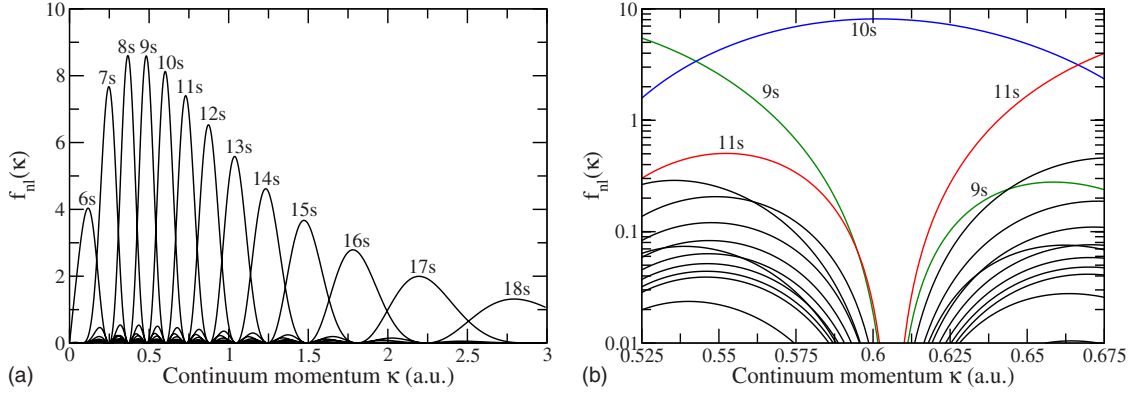 10
8
6
4
2
0
f_nl(κ)
6s
7s
8s
9s
10s
11s
12s
13s
14s
15s
16s
17s
18s
0 0.5 1 1.5 2 2.5 3
Continuum momentum κ (a.u.)
(a)
10
1
0.1
0.01
f_nl(κ)
10s
9s
11s
11s
9s
0.525 0.55 0.575 0.6 0.625 0.65 0.675
Continuum momentum κ (a.u.)
(b)